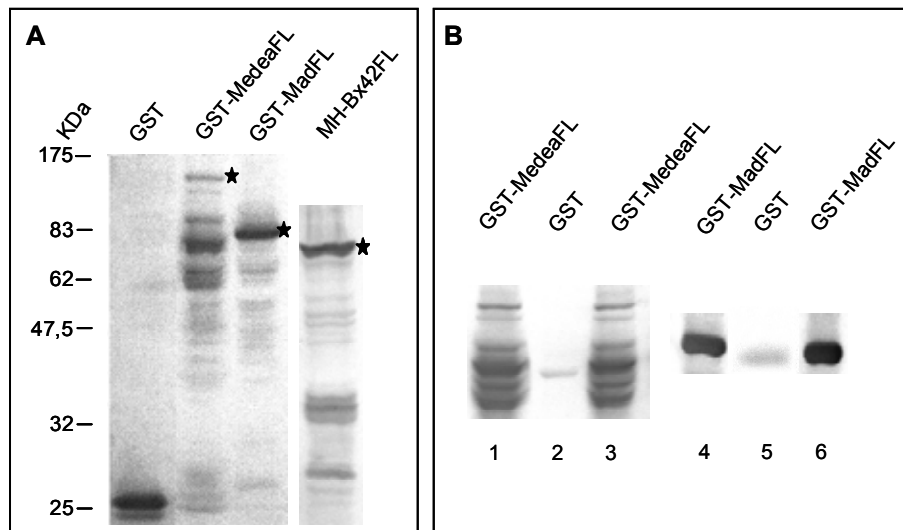 A
KDa
GST
GST-MedeaFL
GST-MadFL
MH-Bx42FL
175
83
62
47,5
32
25
B
GST-MedeaFL
GST
GST-MedeaFL
GST-MadFL
GST
GST-MadFL
1 2 3 4 5 6